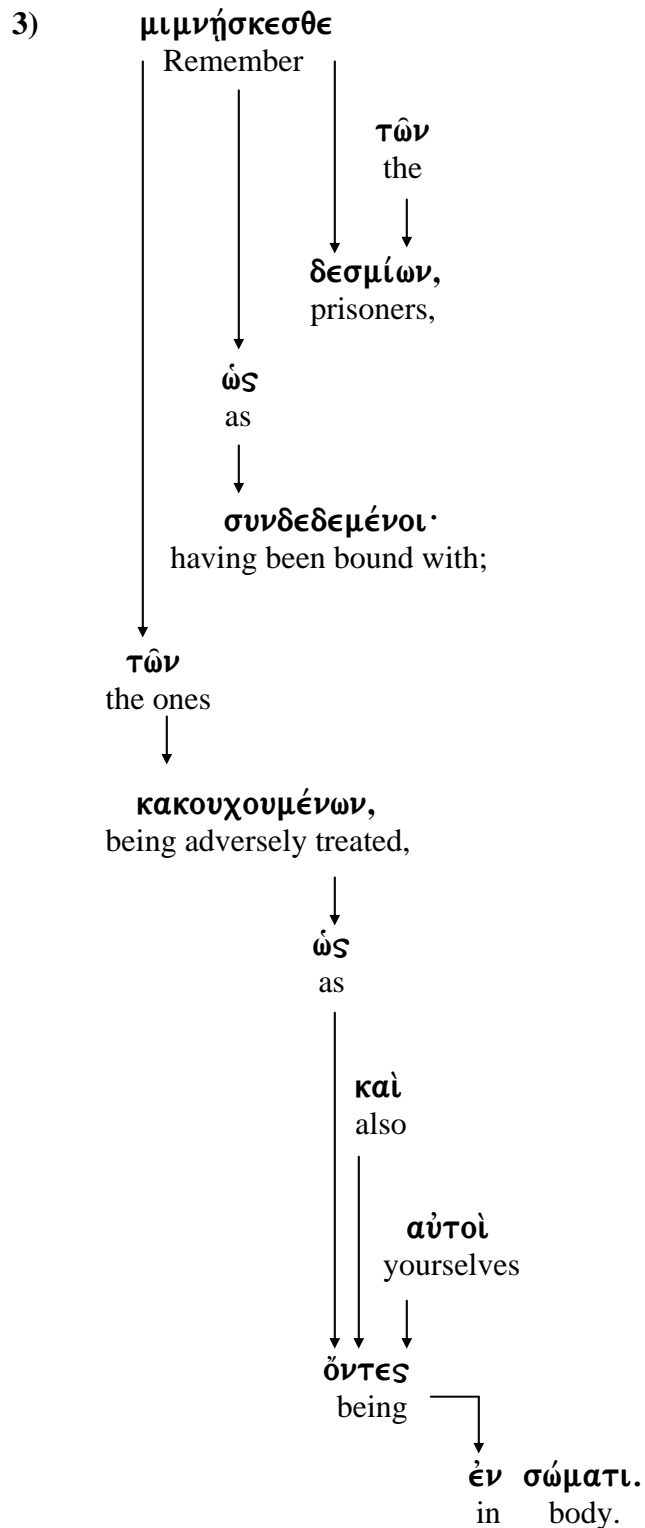 3) μιμνῄσκεσθε
Remember
τῶν
the
δεσμίων,
prisoners,
ὡς
as
συνδεδεμένοι·
having been bound with;
τῶν
the ones
κακουχουμένων,
being adversely treated,
ὡς
as
καὶ
also
αὐτοὶ
yourselves
ὄντες
being
ἐν σώματι.
in body.